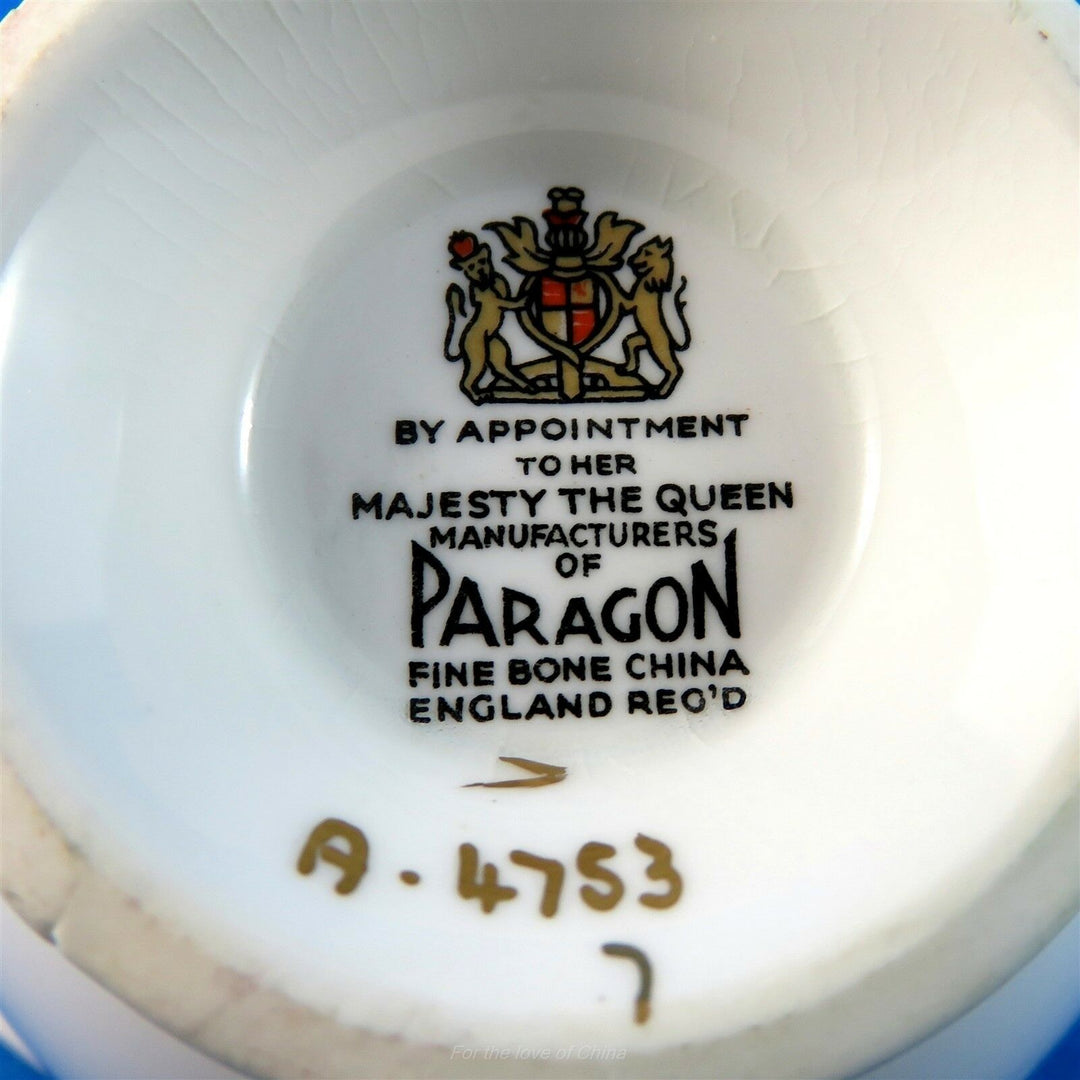 BY APPOINTMENT
TO HER
MAJESTY THE QUEEN
MANUFACTURERS
OF
PARAGON
FINE BONE CHINA
ENGLAND REG'D
A-4753
7
For the love of China